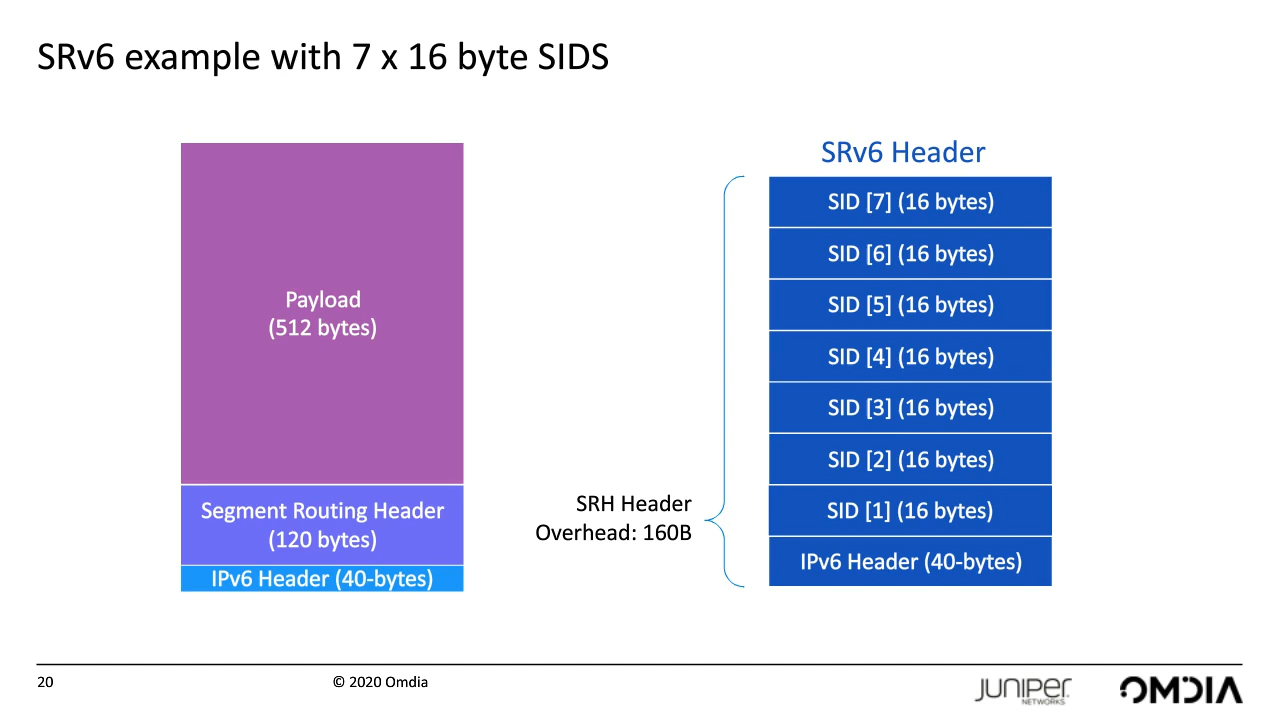 SRv6 example with 7 x 16 byte SIDS
Payload
(512 bytes)
Segment Routing Header
(120 bytes)
IPv6 Header (40-bytes)
SRH Header
Overhead: 160B
SRv6 Header
SID [7] (16 bytes)
SID [6] (16 bytes)
SID [5] (16 bytes)
SID [4] (16 bytes)
SID [3] (16 bytes)
SID [2] (16 bytes)
SID [1] (16 bytes)
IPv6 Header (40-bytes)
20
© 2020 Omdia
JUNIPER
NETWORKS
OMDIA